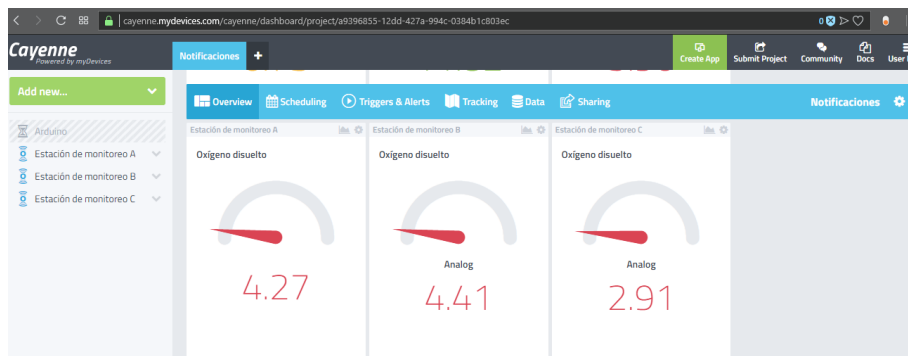 cayenne.mydevices.com/cayenne/dashboard/project/a9396855-12dd-427a-994c-0384b1c803ec
0
Cayenne
Powered by myDevices
Notificaciones +
Create App
Submit Project
Community
Docs
User
Add new...
Overview Scheduling Triggers & Alerts Tracking Data Sharing Notificaciones
Arduino
Estación de monitoreo A
Estación de monitoreo B
Estación de monitoreo C
Estación de monitoreo A
Oxígeno disuelto
4.27
Estación de monitoreo B
Oxígeno disuelto
Analog
4.41
Estación de monitoreo C
Oxígeno disuelto
Analog
2.91